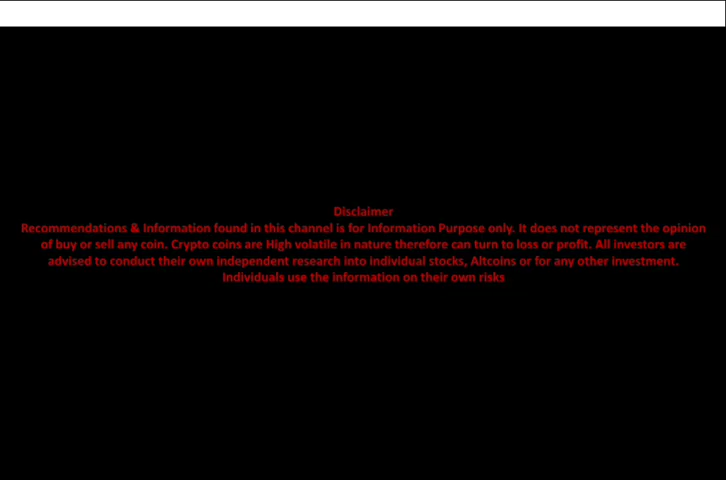 Disclaimer
Recommendations & Information found in this channel is for Information Purpose only. It does not represent the opinion
of buy or sell any coin. Crypto coins are High volatile in nature therefore can turn to loss or profit. All investors are
advised to conduct their own independent research into individual stocks, Altcoins or for any other investment.
Individuals use the information on their own risks